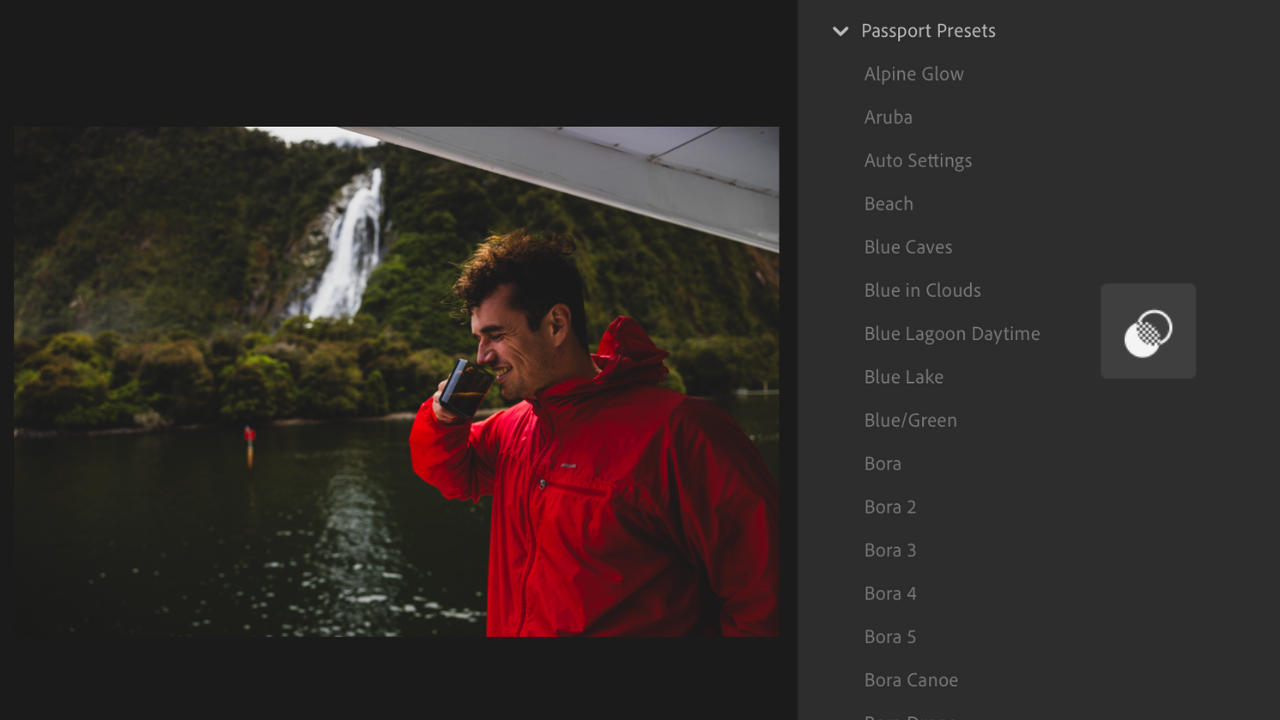 Passport Presets
Alpine Glow
Aruba
Auto Settings
Beach
Blue Caves
Blue in Clouds
Blue Lagoon Daytime
Blue Lake
Blue/Green
Bora
Bora 2
Bora 3
Bora 4
Bora 5
Bora Canoe